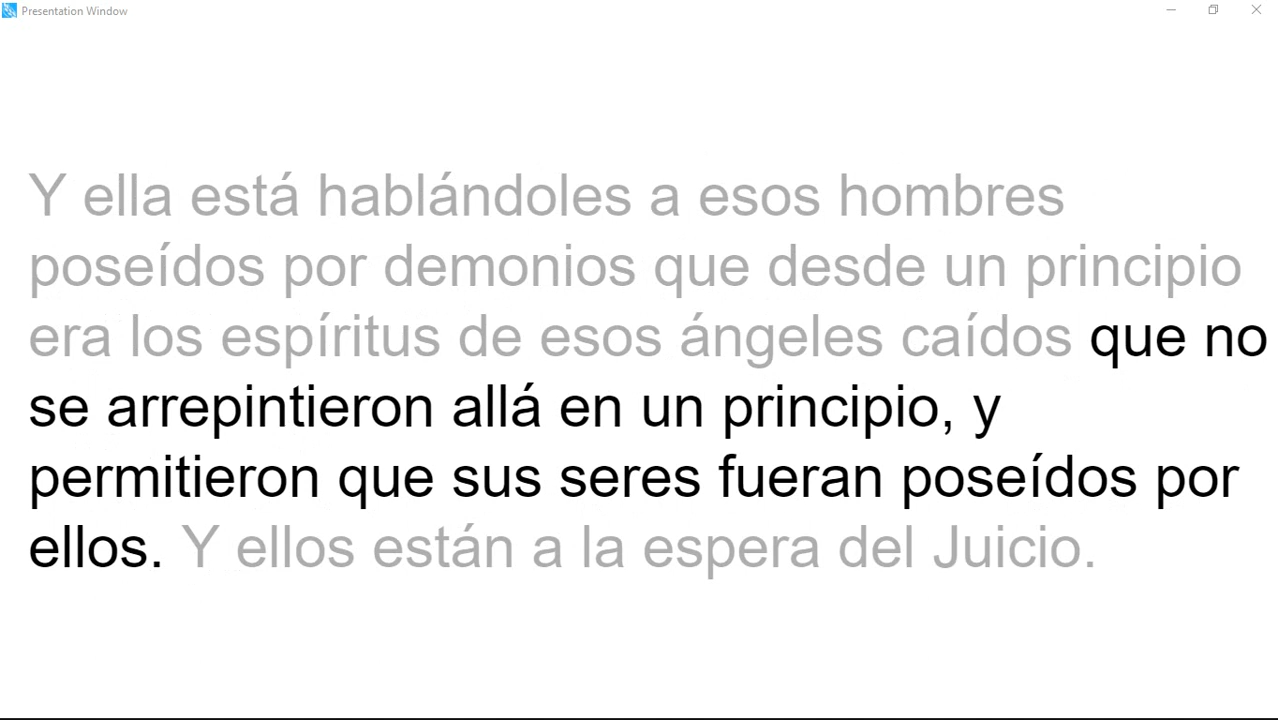 Presentation Window
Y ella está hablándoles a esos hombres
poseídos por demonios que desde un principio
era los espíritus de esos ángeles caídos que no
se arrepintieron allá en un principio, y
permitieron que sus seres fueran poseídos por
ellos. Y ellos están a la espera del Juicio.